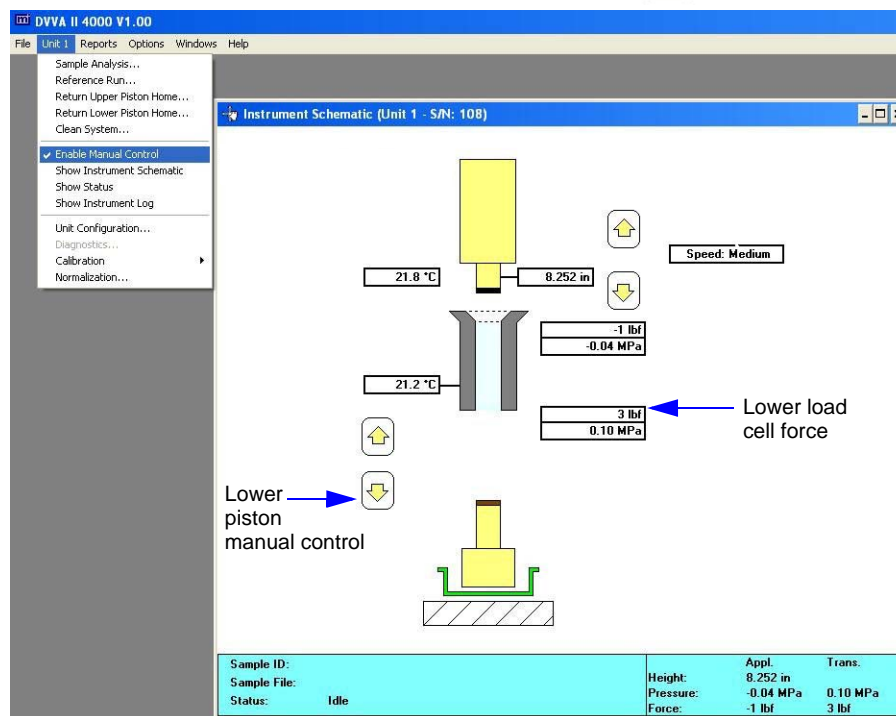 DVVA II 4000 V1.00
File Unit 1 Reports Options Windows Help
Sample Analysis...
Reference Run...
Return Upper Piston Home...
Return Lower Piston Home...
Clean System...
Enable Manual Control
Show Instrument Schematic
Show Status
Show Instrument Log
Unit Configuration...
Diagnostics...
Calibration
Normalization...
Instrument Schematic (Unit 1 - S/N: 108)
Speed: Medium
21.8 °C
8.252 in
-1 lbf
-0.04 MPa
21.2 °C
3 lbf
0.10 MPa
Lower load
cell force
Lower
piston
manual control
Sample ID:
Sample File:
Status: Idle
Appl. Trans.
Height: 8.252 in
Pressure: -0.04 MPa 0.10 MPa
Force: -1 lbf 3 lbf